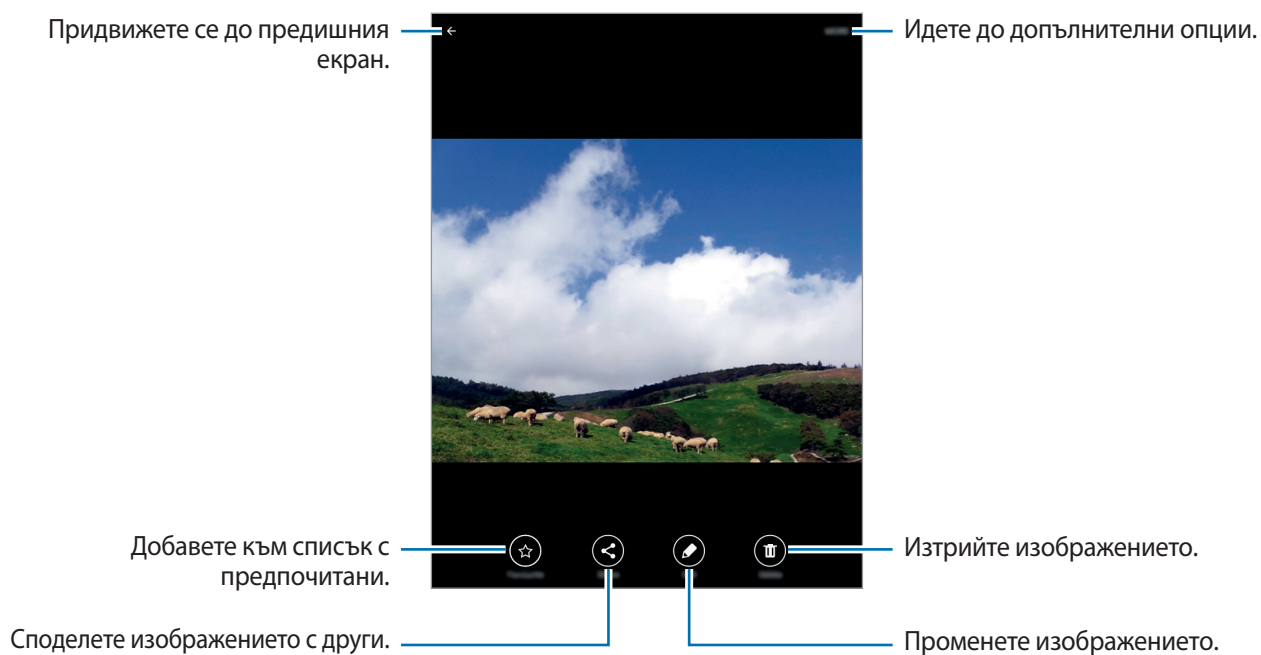 Придвижете се до предишния
екран.
Идете до допълнителни опции.
Добавете към списък с
предпочитани.
Изтрийте изображението.
Споделете изображението с други.
Променете изображението.